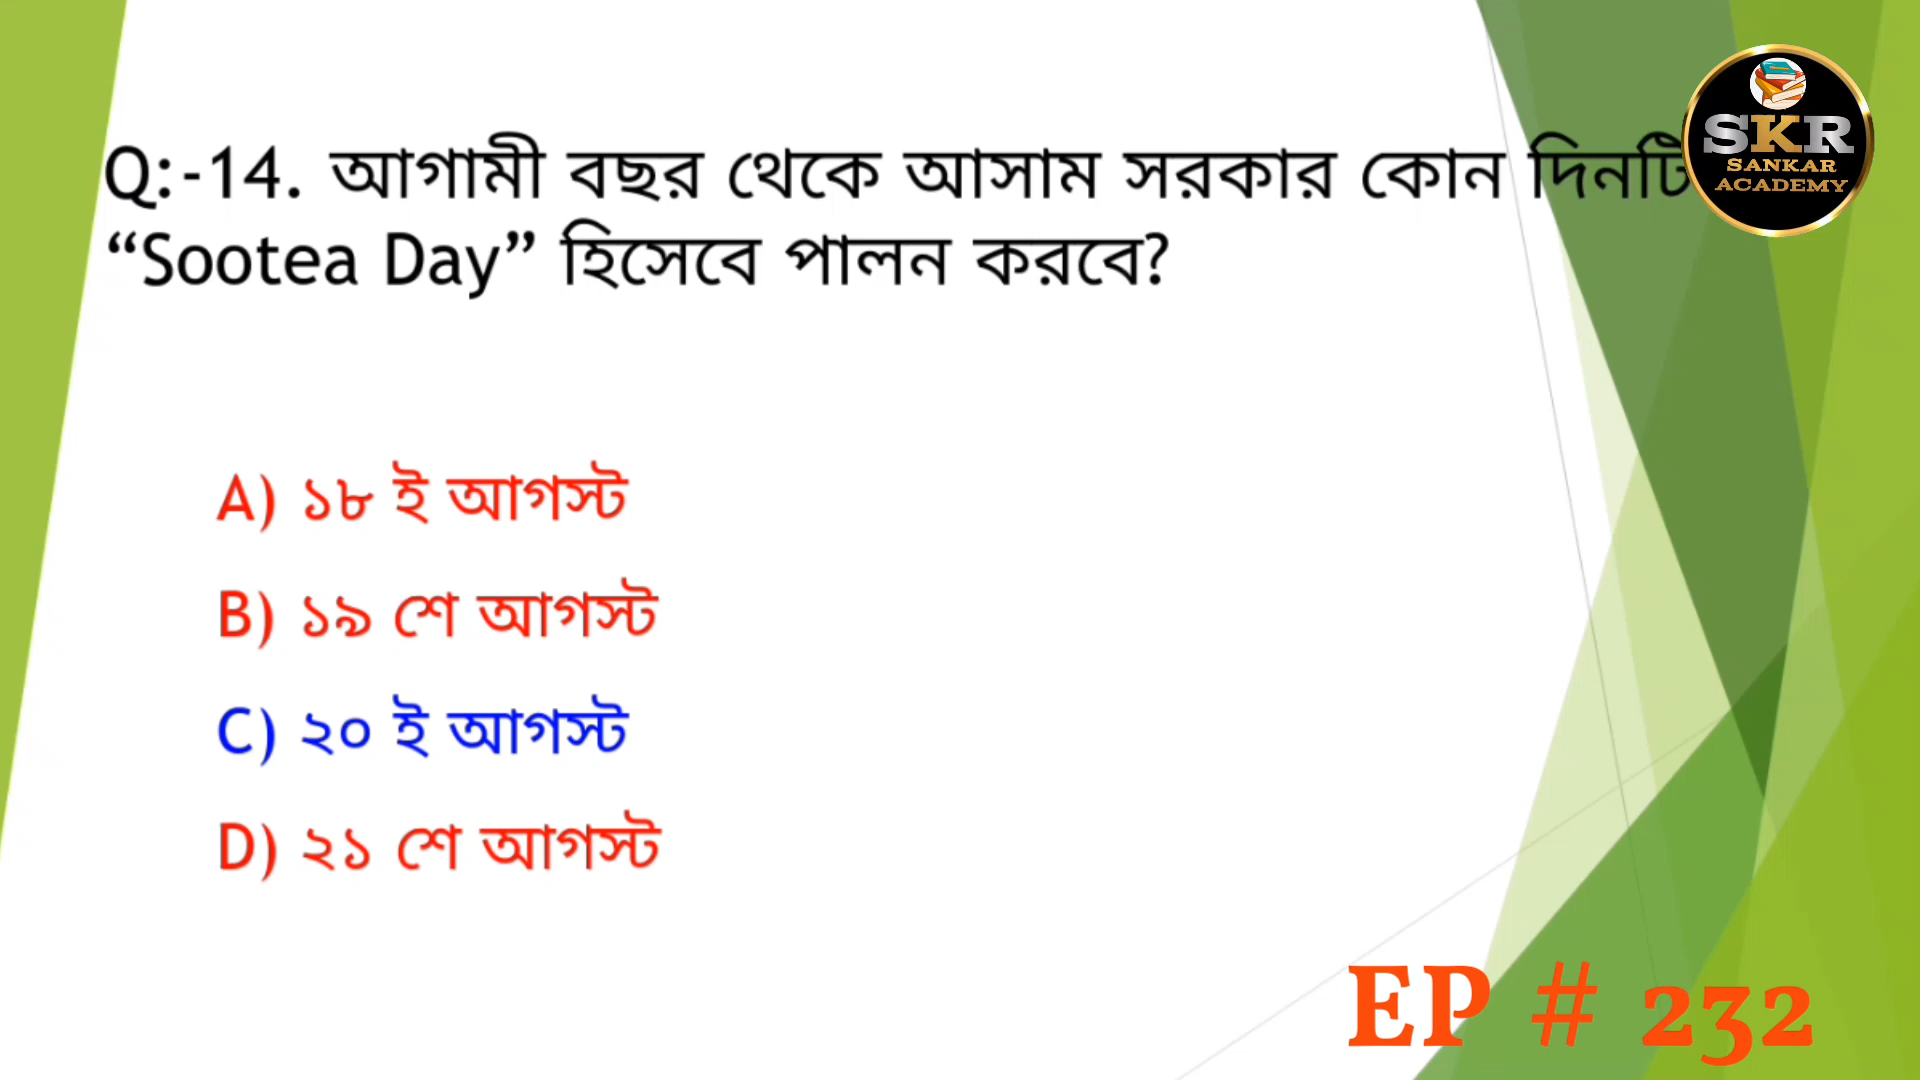 Q:-14. আগামী বছর থেকে আসাম সরকার কোন দিনটি
“Sootea Day” হিসেবে পালন করবে?
A) ১৮ ই আগস্ট
B) ১৯ শে আগস্ট
C) ২০ ই আগস্ট
D) ২১ শে আগস্ট
SKR
SANKAR
ACADEMY
EP # 232